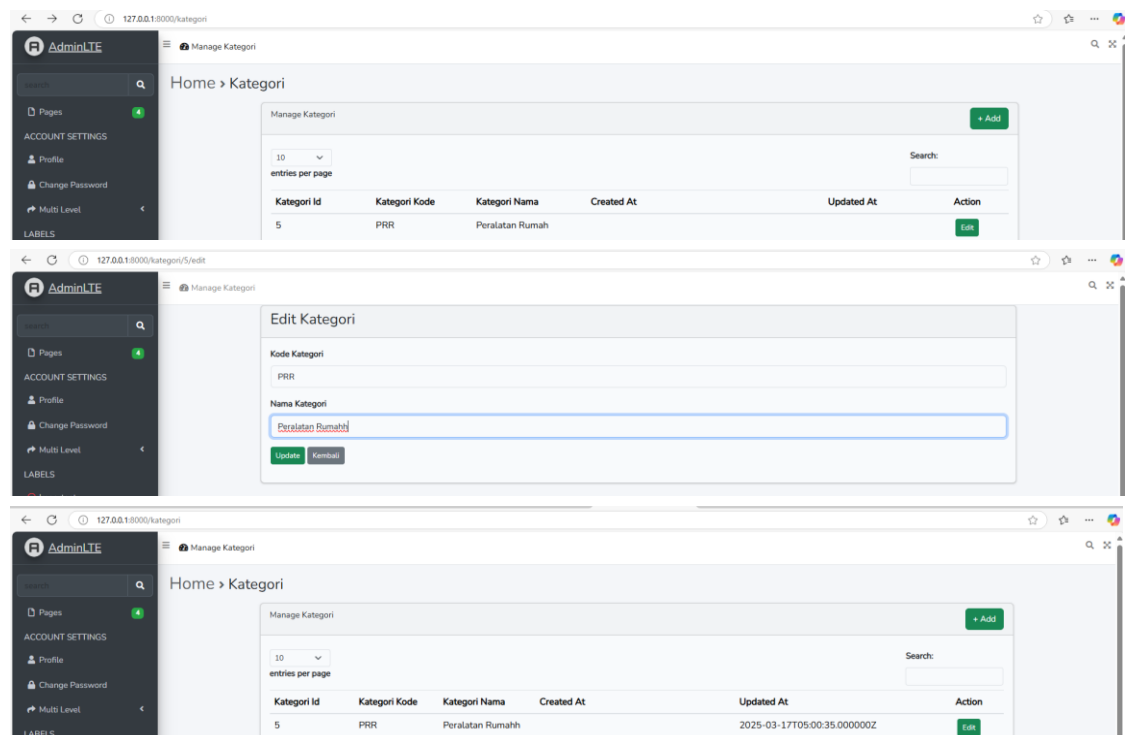 127.0.0.1:8000/kategori
AdminLTE
Manage Kategori
search
Home › Kategori
Pages 4
Manage Kategori
+ Add
ACCOUNT SETTINGS
Profile
10
entries per page
Search:
Change Password
Multi Level
Kategori Id Kategori Kode Kategori Nama Created At Updated At Action
5 PRR Peralatan Rumah Edit
LABELS
127.0.0.1:8000/kategori/5/edit
AdminLTE
Manage Kategori
search
Edit Kategori
Pages 4
Kode Kategori
PRR
ACCOUNT SETTINGS
Profile
Nama Kategori
Peralatan Rumahh
Change Password
Multi Level
Update Kembali
LABELS
127.0.0.1:8000/kategori
AdminLTE
Manage Kategori
search
Home › Kategori
Pages 4
Manage Kategori
+ Add
ACCOUNT SETTINGS
Profile
10
entries per page
Search:
Change Password
Multi Level
Kategori Id Kategori Kode Kategori Nama Created At Updated At Action
5 PRR Peralatan Rumahh 2025-03-17T05:00:35.000000Z Edit
LABELS